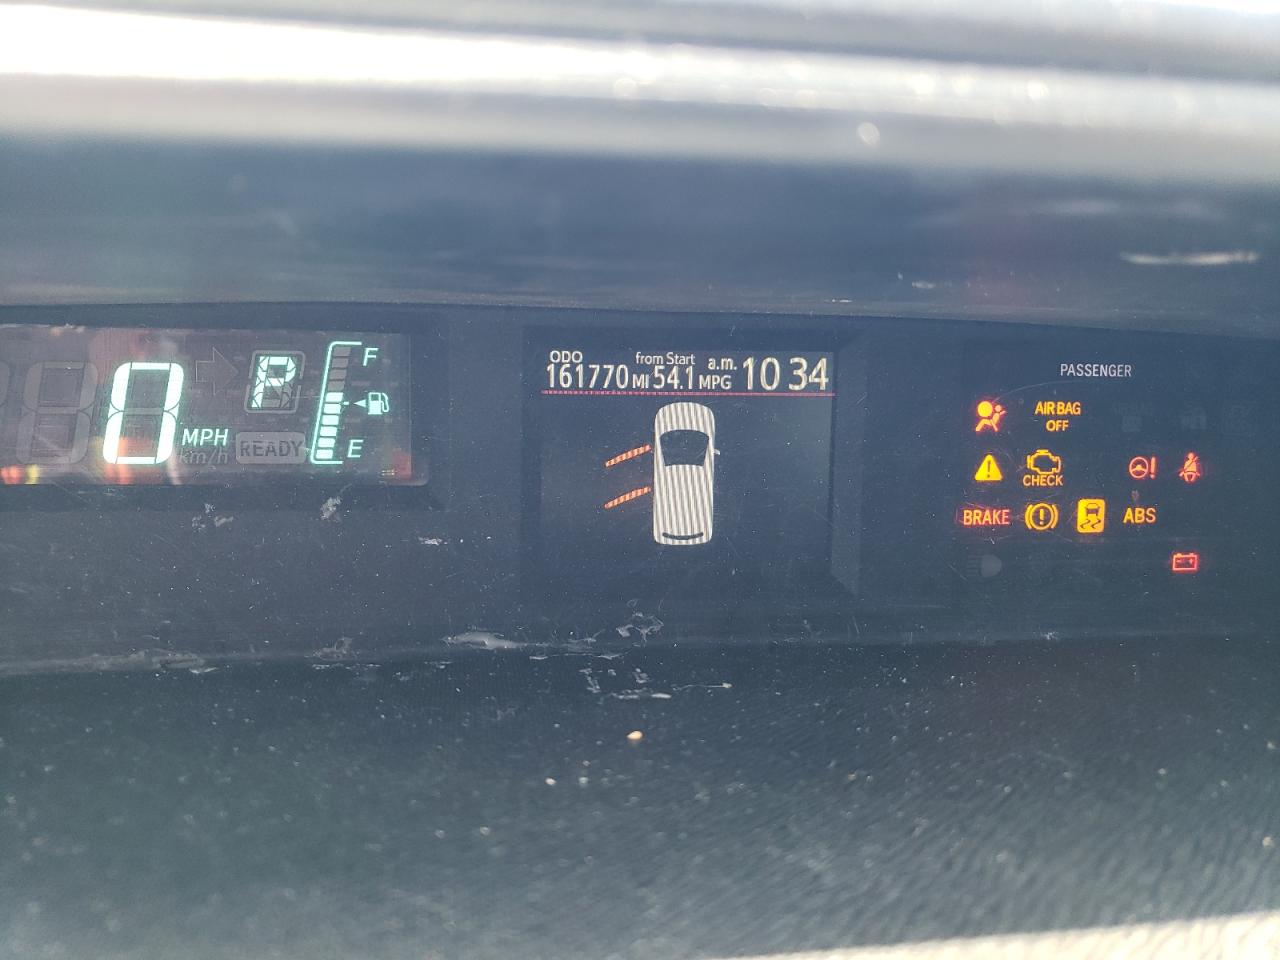 0 MPH
km/h
P
READY
F
E
ODO
161770 MI
from Start
54.1 MPG
a.m. 10 34
PASSENGER
AIR BAG
OFF
CHECK
BRAKE
ABS